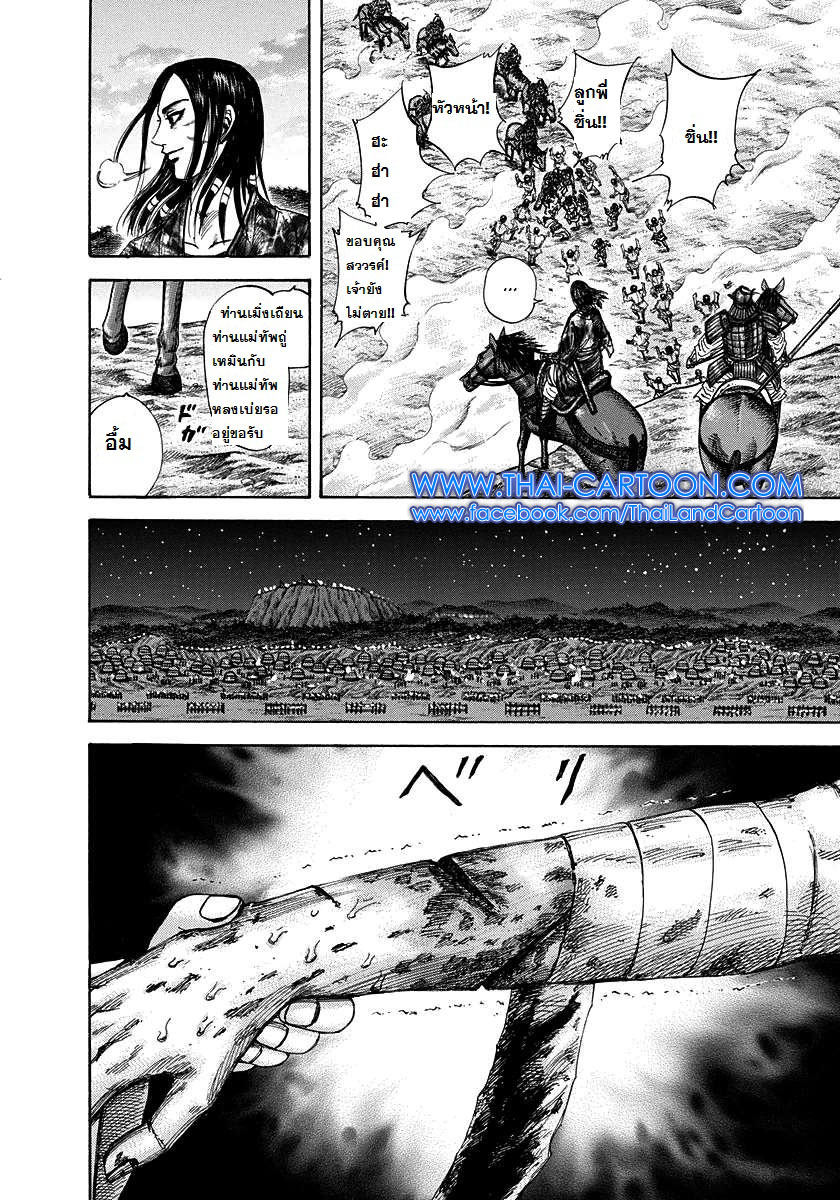 ซิ่น!!
ลูกพี่
ซิ่น!!
หัวหน้า!
ฮะ
ฮ่า
ฮ่า
ขอบคุณ
สววรค์!
เจ้ายัง
ไม่ตาย!!
...
ท่านเมิ่งเถียน
ท่านแม่ทัพถู่
เหมินกับ
ท่านแม่ทัพ
หลงเบ่ยรอ
อยู่ขอรับ
อื้ม
ドガ
WWW.THAI-CARTOON.COM
www.facebook.com/ThaiLandCartoon
ベリ